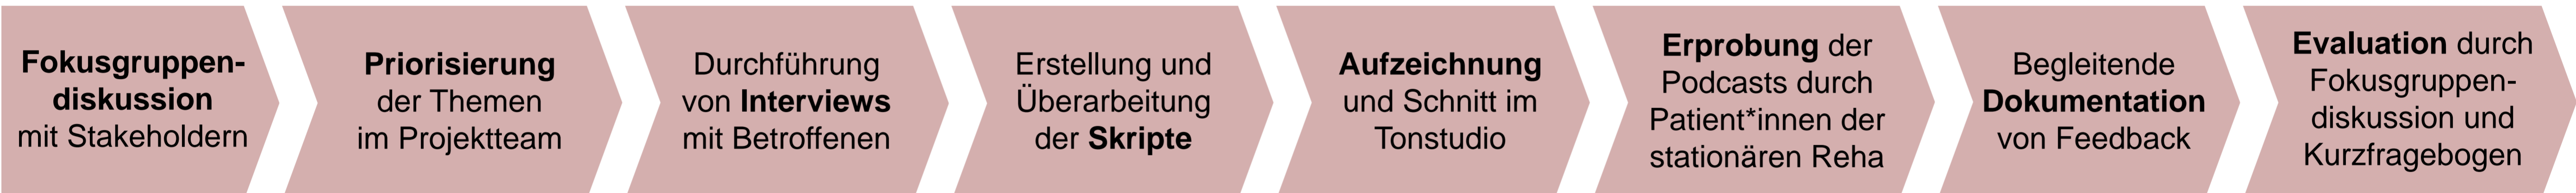 Fokusgruppen-
diskussion
mit Stakeholdern
Priorisierung
der Themen
im Projektteam
Durchführung
von Interviews
mit Betroffenen
Erstellung und
Überarbeitung
der Skripte
Aufzeichnung
und Schnitt im
Tonstudio
Erprobung der
Podcasts durch
Patient*innen der
stationären Reha
Begleitende
Dokumentation
von Feedback
Evaluation durch
Fokusgruppen-
diskussion und
Kurzfragebogen